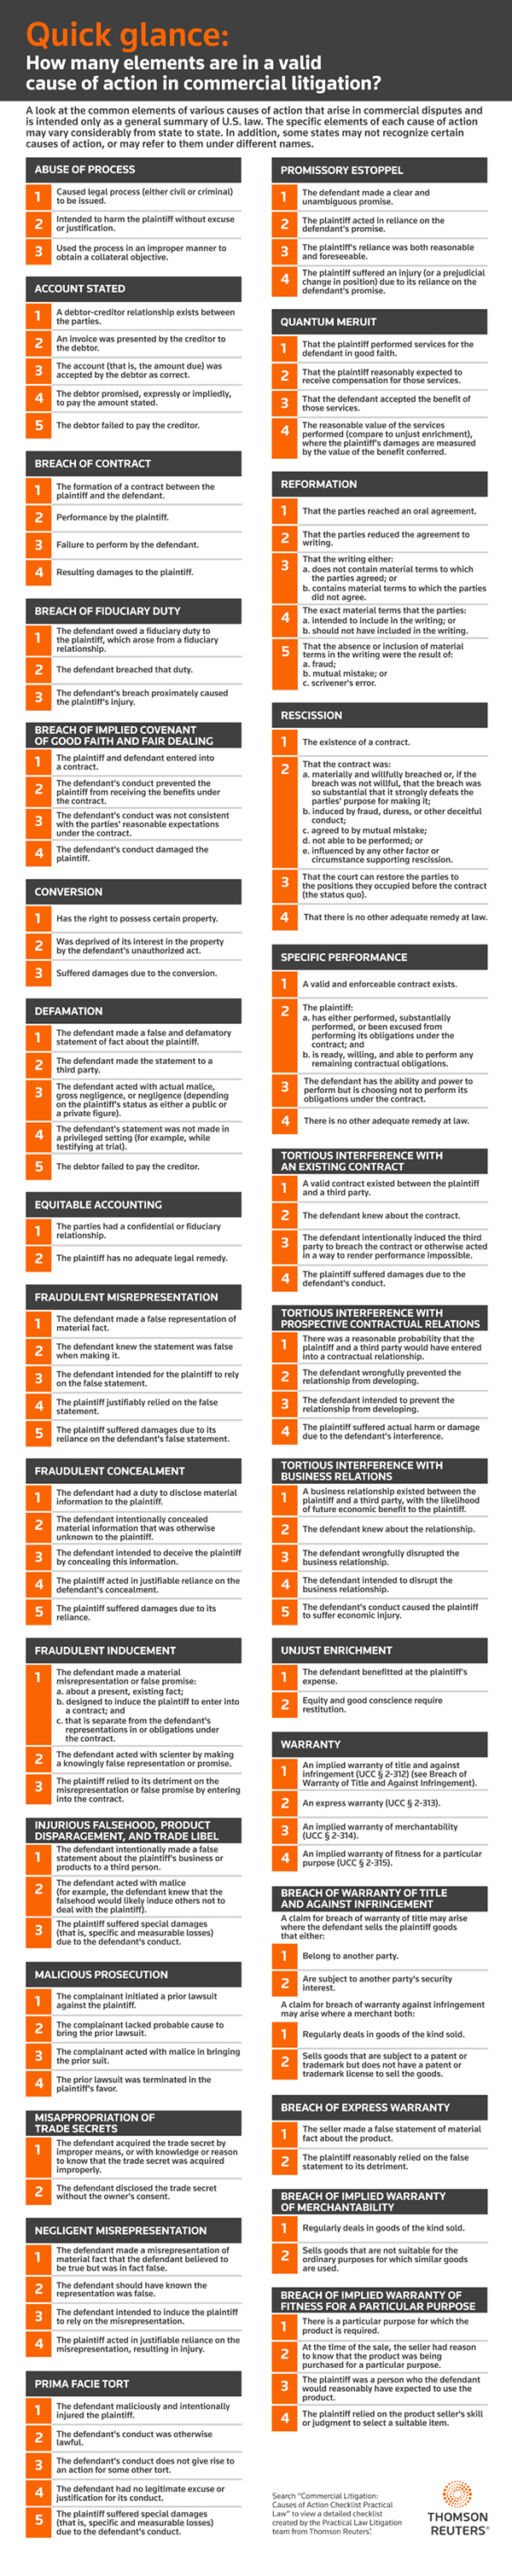 Quick glance:
How many elements are in a valid
cause of action in commercial litigation?
A look at the common elements of various causes of action that arise in commercial disputes and
is intended only as a general summary of U.S. law. The specific elements of each cause of action
may vary considerably from state to state. In addition, some states may not recognize certain
causes of action, or may refer to them under different names.
ABUSE OF PROCESS
1 Caused legal process (either civil or criminal)
to be issued.
2 Intended to harm the plaintiff without excuse
or justification.
3 Used the process in an improper manner to
obtain a collateral objective.
ACCOUNT STATED
1 A debtor-creditor relationship exists between
the parties.
2 An invoice was presented by the creditor to
the debtor.
3 The account (that is, the amount due) was
accepted by the debtor as correct.
4 The debtor promised, expressly or impliedly,
to pay the amount stated.
5 The debtor failed to pay the creditor.
BREACH OF CONTRACT
1 The formation of a contract between the
plaintiff and the defendant.
2 Performance by the plaintiff.
3 Failure to perform by the defendant.
4 Resulting damages to the plaintiff.
BREACH OF FIDUCIARY DUTY
1 The defendant owed a fiduciary duty to
the plaintiff, which arose from a fiduciary
relationship.
2 The defendant breached that duty.
3 The defendant's breach proximately caused
the plaintiff's injury.
BREACH OF IMPLIED COVENANT
OF GOOD FAITH AND FAIR DEALING
1 The plaintiff and defendant entered into
a contract.
2 The defendant's conduct prevented the
plaintiff from receiving the benefits under
the contract.
3 The defendant's conduct was not consistent
with the parties' reasonable expectations
under the contract.
4 The defendant's conduct damaged the
plaintiff.
CONVERSION
1 Has the right to possess certain property.
2 Was deprived of its interest in the property
by the defendant's unauthorized act.
3 Suffered damages due to the conversion.
DEFAMATION
1 The defendant made a false and defamatory
statement of fact about the plaintiff.
2 The defendant made the statement to a
third party.
3 The defendant acted with actual malice,
gross negligence, or negligence (depending
on the plaintiff's status as either a public or
a private figure).
4 The defendant's statement was not made in
a privileged setting (for example, while
testifying at trial).
5 The debtor failed to pay the creditor.
EQUITABLE ACCOUNTING
1 The parties had a confidential or fiduciary
relationship.
2 The plaintiff has no adequate legal remedy.
FRAUDULENT MISREPRESENTATION
1 The defendant made a false representation of
material fact.
2 The defendant knew the statement was false
when making it.
3 The defendant intended for the plaintiff to rely
on the false statement.
4 The plaintiff justifiably relied on the false
statement.
5 The plaintiff suffered damages due to its
reliance on the defendant's false statement.
FRAUDULENT CONCEALMENT
1 The defendant had a duty to disclose material
information to the plaintiff.
2 The defendant intentionally concealed
material information that was otherwise
unknown to the plaintiff.
3 The defendant intended to deceive the plaintiff
by concealing this information.
4 The plaintiff acted in justifiable reliance on the
defendant's concealment.
5 The plaintiff suffered damages due to its
reliance.
FRAUDULENT INDUCEMENT
1 The defendant made a material
misrepresentation or false promise:
a. about a present, existing fact;
b. designed to induce the plaintiff to enter into
a contract; and
c. that is separate from the defendant's
representations in or obligations under
the contract.
2 The defendant acted with scienter by making
a knowingly false representation or promise.
3 The plaintiff relied to its detriment on the
misrepresentation or false promise by entering
into the contract.
INJURIOUS FALSEHOOD, PRODUCT
DISPARAGEMENT, AND TRADE LIBEL
1 The defendant intentionally made a false
statement about the plaintiff's business or
products to a third person.
2 The defendant acted with malice
(for example, the defendant knew that the
falsehood would likely induce others not to
deal with the plaintiff).
3 The plaintiff suffered special damages
(that is, specific and measurable losses)
due to the defendant's conduct.
MALICIOUS PROSECUTION
1 The complainant initiated a prior lawsuit
against the plaintiff.
2 The complainant lacked probable cause to
bring the prior lawsuit.
3 The complainant acted with malice in bringing
the prior suit.
4 The prior lawsuit was terminated in the
plaintiff's favor.
MISAPPROPRIATION OF
TRADE SECRETS
1 The defendant acquired the trade secret by
improper means, or with knowledge or reason
to know that the trade secret was acquired
improperly.
2 The defendant disclosed the trade secret
without the owner's consent.
NEGLIGENT MISREPRESENTATION
1 The defendant made a misrepresentation of
material fact that the defendant believed to
be true but was in fact false.
2 The defendant should have known the
representation was false.
3 The defendant intended to induce the plaintiff
to rely on the misrepresentation.
4 The plaintiff acted in justifiable reliance on the
misrepresentation, resulting in injury.
PRIMA FACIE TORT
1 The defendant maliciously and intentionally
injured the plaintiff.
2 The defendant's conduct was otherwise
lawful.
3 The defendant's conduct does not give rise to
an action for some other tort.
4 The defendant had no legitimate excuse or
justification for its conduct.
5 The plaintiff suffered special damages
(that is, specific and measurable losses)
due to the defendant's conduct.
PROMISSORY ESTOPPEL
1 The defendant made a clear and
unambiguous promise.
2 The plaintiff acted in reliance on the
defendant's promise.
3 The plaintiff's reliance was both reasonable
and foreseeable.
4 The plaintiff suffered an injury (or a prejudicial
change in position) due to its reliance on the
defendant's promise.
QUANTUM MERUIT
1 That the plaintiff performed services for the
defendant in good faith.
2 That the plaintiff reasonably expected to
receive compensation for those services.
3 That the defendant accepted the benefit of
those services.
4 The reasonable value of the services
performed (compare to unjust enrichment),
where the plaintiff's damages are measured
by the value of the benefit conferred.
REFORMATION
1 That the parties reached an oral agreement.
2 That the parties reduced the agreement to
writing.
3 That the writing either:
a. does not contain material terms to which
the parties agreed; or
b. contains material terms to which the parties
did not agree.
4 The exact material terms that the parties:
a. intended to include in the writing; or
b. should not have included in the writing.
5 That the absence or inclusion of material
terms in the writing were the result of:
a. fraud;
b. mutual mistake; or
c. scrivener's error.
RESCISSION
1 The existence of a contract.
2 That the contract was:
a. materially and willfully breached or, if the
breach was not willful, that the breach was
so substantial that it strongly defeats the
parties' purpose for making it;
b. induced by fraud, duress, or other deceitful
conduct;
c. agreed to by mutual mistake;
d. not able to be performed; or
e. influenced by any other factor or
circumstance supporting rescission.
3 That the court can restore the parties to
the positions they occupied before the contract
(the status quo).
4 That there is no other adequate remedy at law.
SPECIFIC PERFORMANCE
1 A valid and enforceable contract exists.
2 The plaintiff:
a. has either performed, substantially
performed, or been excused from
performing its obligations under the
contract; and
b. is ready, willing, and able to perform any
remaining contractual obligations.
3 The defendant has the ability and power to
perform but is choosing not to perform its
obligations under the contract.
4 There is no other adequate remedy at law.
TORTIOUS INTERFERENCE WITH
AN EXISTING CONTRACT
1 A valid contract existed between the plaintiff
and a third party.
2 The defendant knew about the contract.
3 The defendant intentionally induced the third
party to breach the contract or otherwise acted
in a way to render performance impossible.
4 The plaintiff suffered damages due to the
defendant's conduct.
TORTIOUS INTERFERENCE WITH
PROSPECTIVE CONTRACTUAL RELATIONS
1 There was a reasonable probability that the
plaintiff and a third party would have entered
into a contractual relationship.
2 The defendant wrongfully prevented the
relationship from developing.
3 The defendant intended to prevent the
relationship from developing.
4 The plaintiff suffered actual harm or damage
due to the defendant's interference.
TORTIOUS INTERFERENCE WITH
BUSINESS RELATIONS
1 A business relationship existed between the
plaintiff and a third party, with the likelihood
of future economic benefit to the plaintiff.
2 The defendant knew about the relationship.
3 The defendant wrongfully disrupted the
business relationship.
4 The defendant intended to disrupt the
business relationship.
5 The defendant's conduct caused the plaintiff
to suffer economic injury.
UNJUST ENRICHMENT
1 The defendant benefitted at the plaintiff's
expense.
2 Equity and good conscience require
restitution.
WARRANTY
1 An implied warranty of title and against
infringement (UCC § 2-312) (see Breach of
Warranty of Title and Against Infringement).
2 An express warranty (UCC § 2-313).
3 An implied warranty of merchantability
(UCC § 2-314).
4 An implied warranty of fitness for a particular
purpose (UCC § 2-315).
BREACH OF WARRANTY OF TITLE
AND AGAINST INFRINGEMENT
A claim for breach of warranty of title may arise
where the defendant sells the plaintiff goods
that either:
1 Belong to another party.
2 Are subject to another party's security
interest.
A claim for breach of warranty against infringement
may arise where a merchant both:
1 Regularly deals in goods of the kind sold.
2 Sells goods that are subject to a patent or
trademark but does not have a patent or
trademark license to sell the goods.
BREACH OF EXPRESS WARRANTY
1 The seller made a false statement of material
fact about the product.
2 The plaintiff reasonably relied on the false
statement to its detriment.
BREACH OF IMPLIED WARRANTY
OF MERCHANTABILITY
1 Regularly deals in goods of the kind sold.
2 Sells goods that are not suitable for the
ordinary purposes for which similar goods
are used.
BREACH OF IMPLIED WARRANTY OF
FITNESS FOR A PARTICULAR PURPOSE
1 There is a particular purpose for which the
product is required.
2 At the time of the sale, the seller had reason
to know that the product was being
purchased for a particular purpose.
3 The plaintiff was a person who the defendant
would reasonably have expected to use the
product.
4 The plaintiff relied on the product seller's skill
or judgment to select a suitable item.
Search "Commercial Litigation:
Causes of Action Checklist Practical
Law" to view a detailed checklist
created by the Practical Law Litigation
team from Thomson Reuters.
THOMSON
REUTERS®